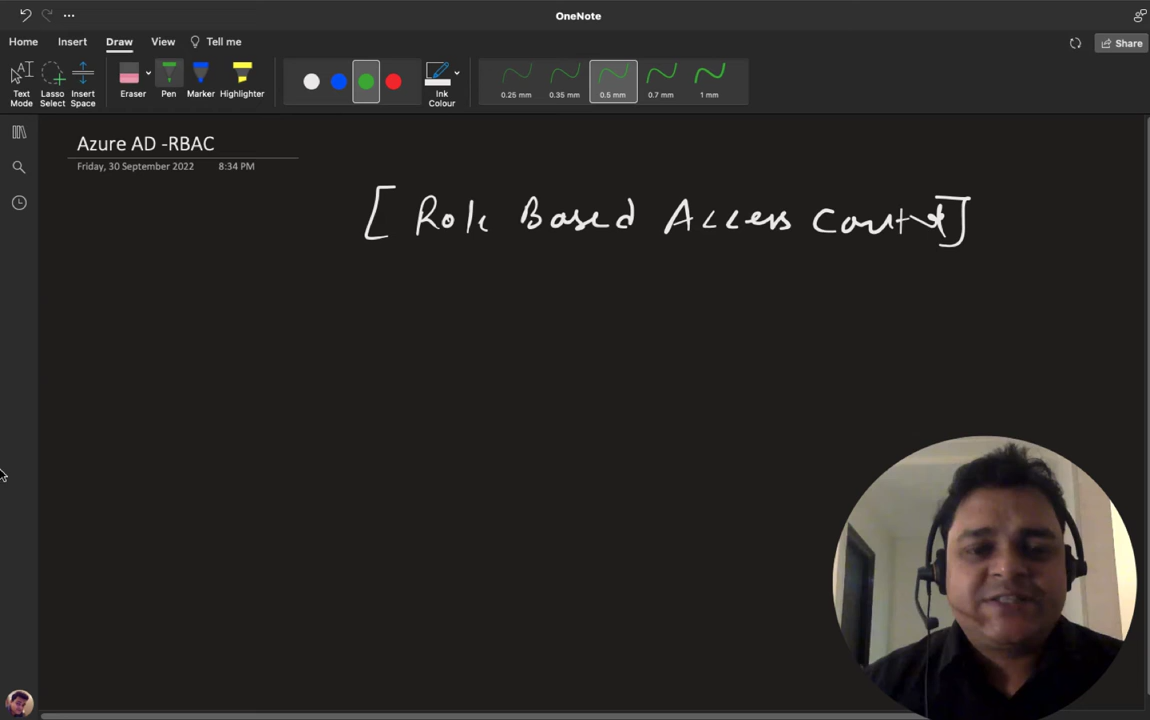 OneNote
Home Insert Draw View Tell me
Share
Text Mode
Lasso Select
Insert Space
Eraser
Pen
Marker
Highlighter
Ink Colour
0.25 mm
0.35 mm
0.5 mm
0.7 mm
1 mm
Azure AD -RBAC
Friday, 30 September 2022 8:34 PM
[ Role Based Access Control ]